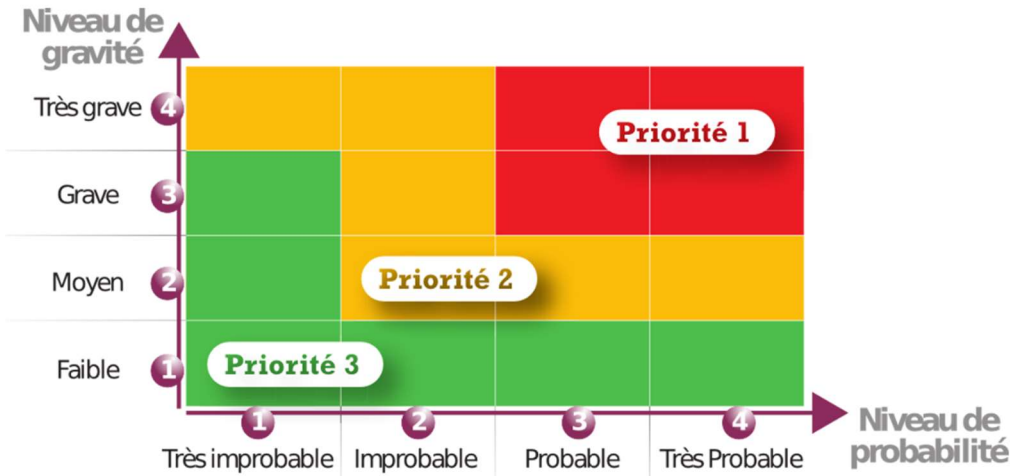 Niveau de
gravité
Très grave 4
Priorité 1
Grave 3
Moyen 2
Priorité 2
Faible 1
Priorité 3
1 2 3 4
Très improbable Improbable Probable Très Probable
Niveau de
probabilité